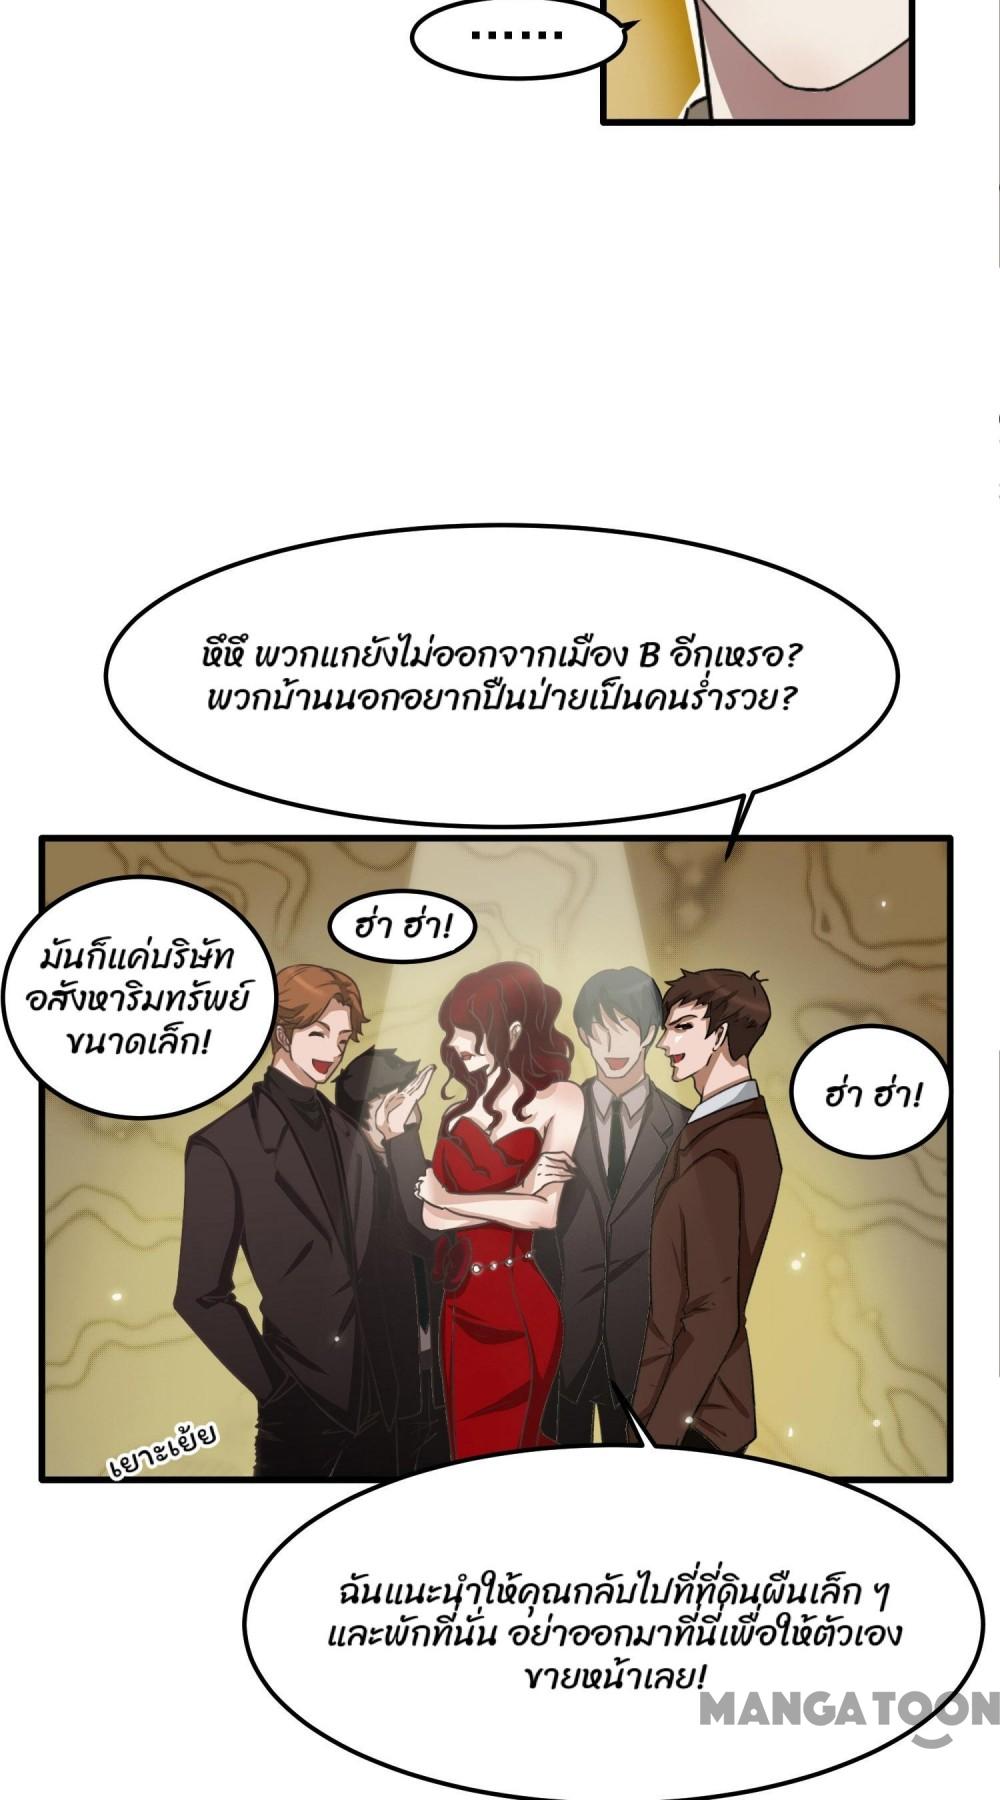 ......
หึหึ พวกแกยังไม่ออกจากเมือง B อีกเหรอ?
พวกบ้านนอกอยากปีนป่ายเป็นคนร่ำรวย?
มันก็แค่บริษัท
อสังหาริมทรัพย์
ขนาดเล็ก!
ฮ่า ฮ่า!
ฮ่า ฮ่า!
เยาะเย้ย
ฉันแนะนำให้คุณกลับไปที่ที่ดินผืนเล็ก ๆ
และพักที่นั่น อย่าออกมาที่นี่เพื่อให้ตัวเอง
ขายหน้าเลย!
MANGATOON